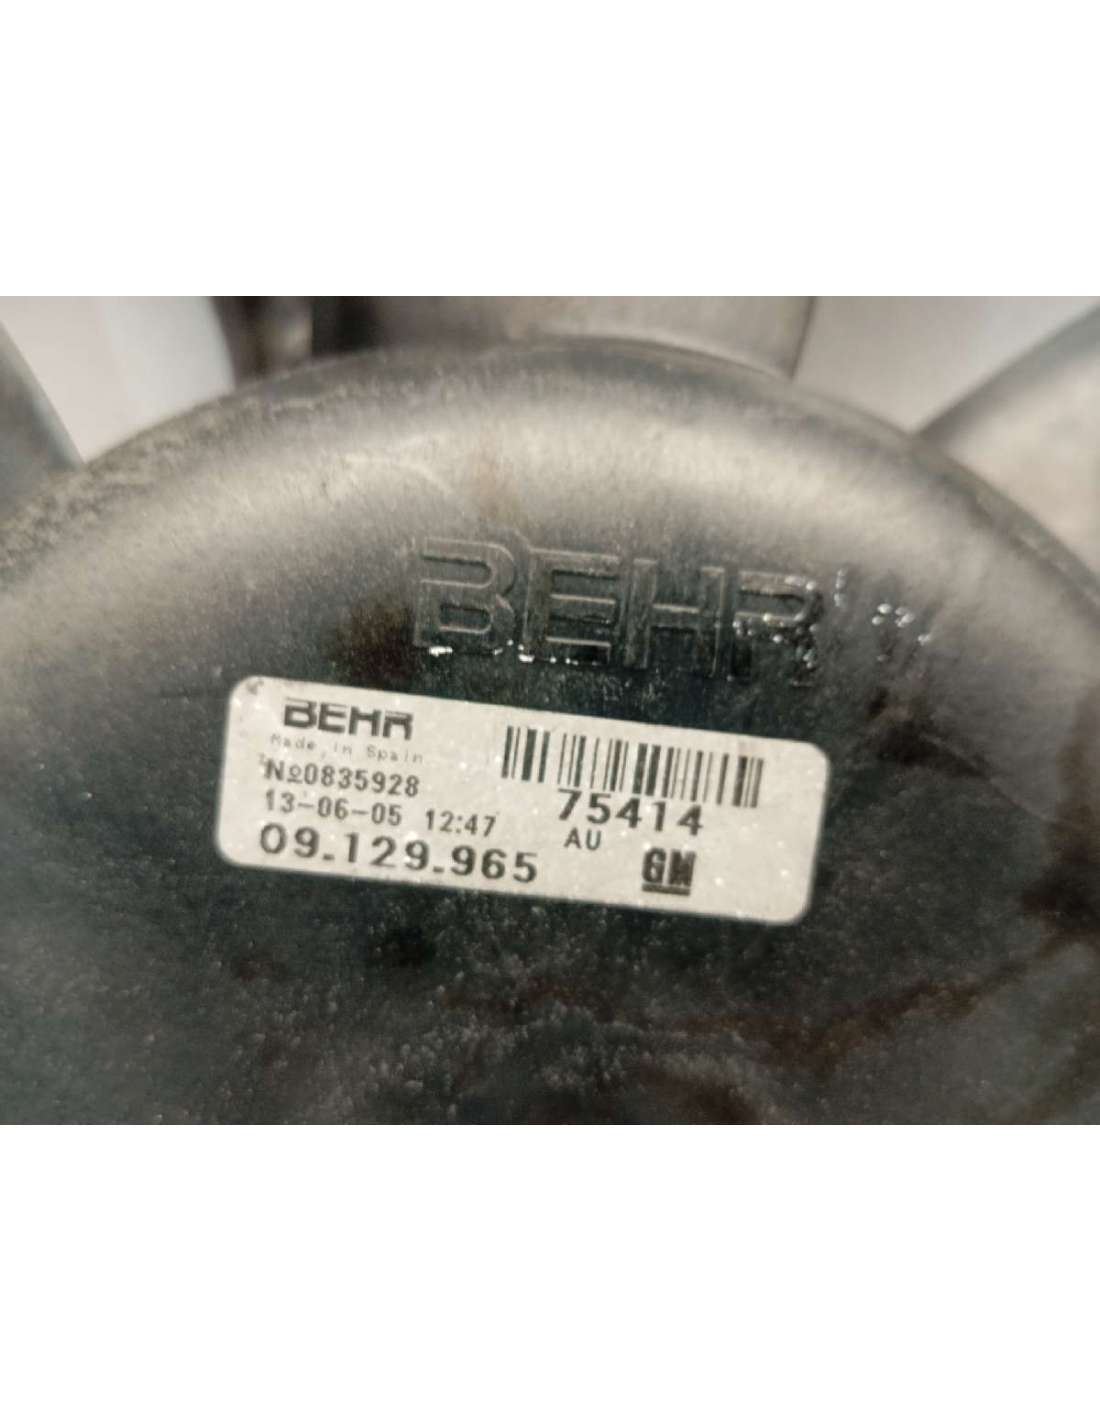 BEHR
BEHR
Made in Spain
№0835928
13-06-05 12:47
09.129.965
75414
AU
GM